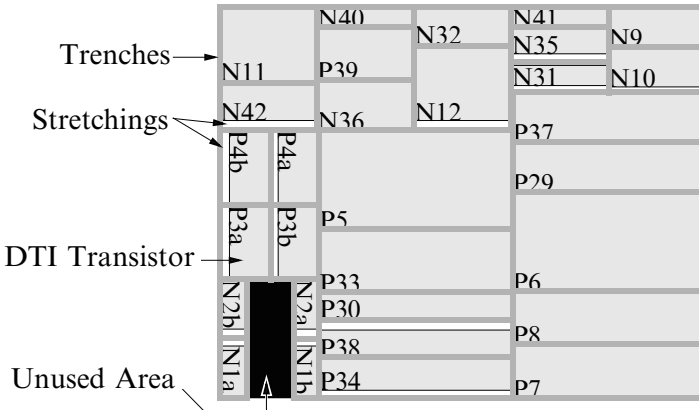 Trenches
Stretchings
DTI Transistor
Unused Area
N40
N32
N41
N35
N9
N11
P39
N31
N10
N42
N36
N12
P37
P4b
P4a
P29
P3a
P3b
P5
P33
P6
N2b
N2a
P30
P8
P38
N1a
N1b
P34
P7